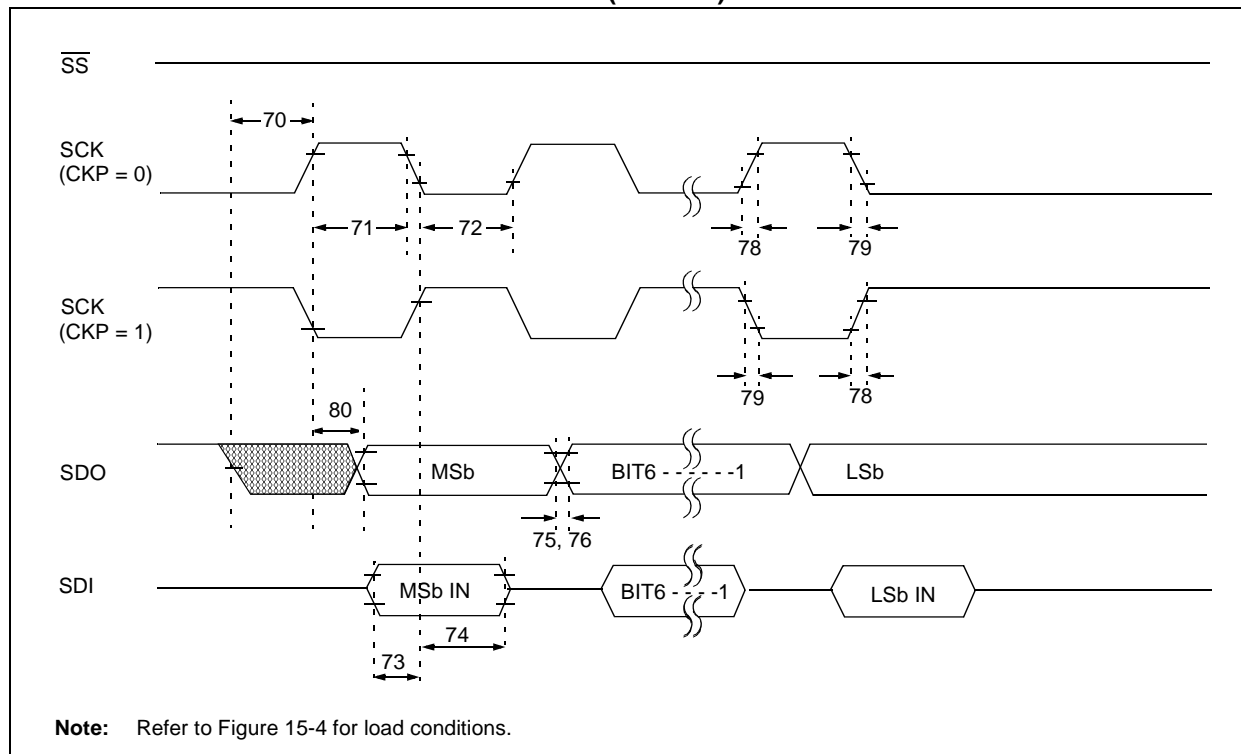 SS
70
SCK
(CKP = 0)
71
72
78
79
SCK
(CKP = 1)
79
78
80
SDO
MSb
BIT6 - - - - - -1
LSb
75, 76
SDI
MSb IN
BIT6 - - - - -1
LSb IN
74
73
Note: Refer to Figure 15-4 for load conditions.